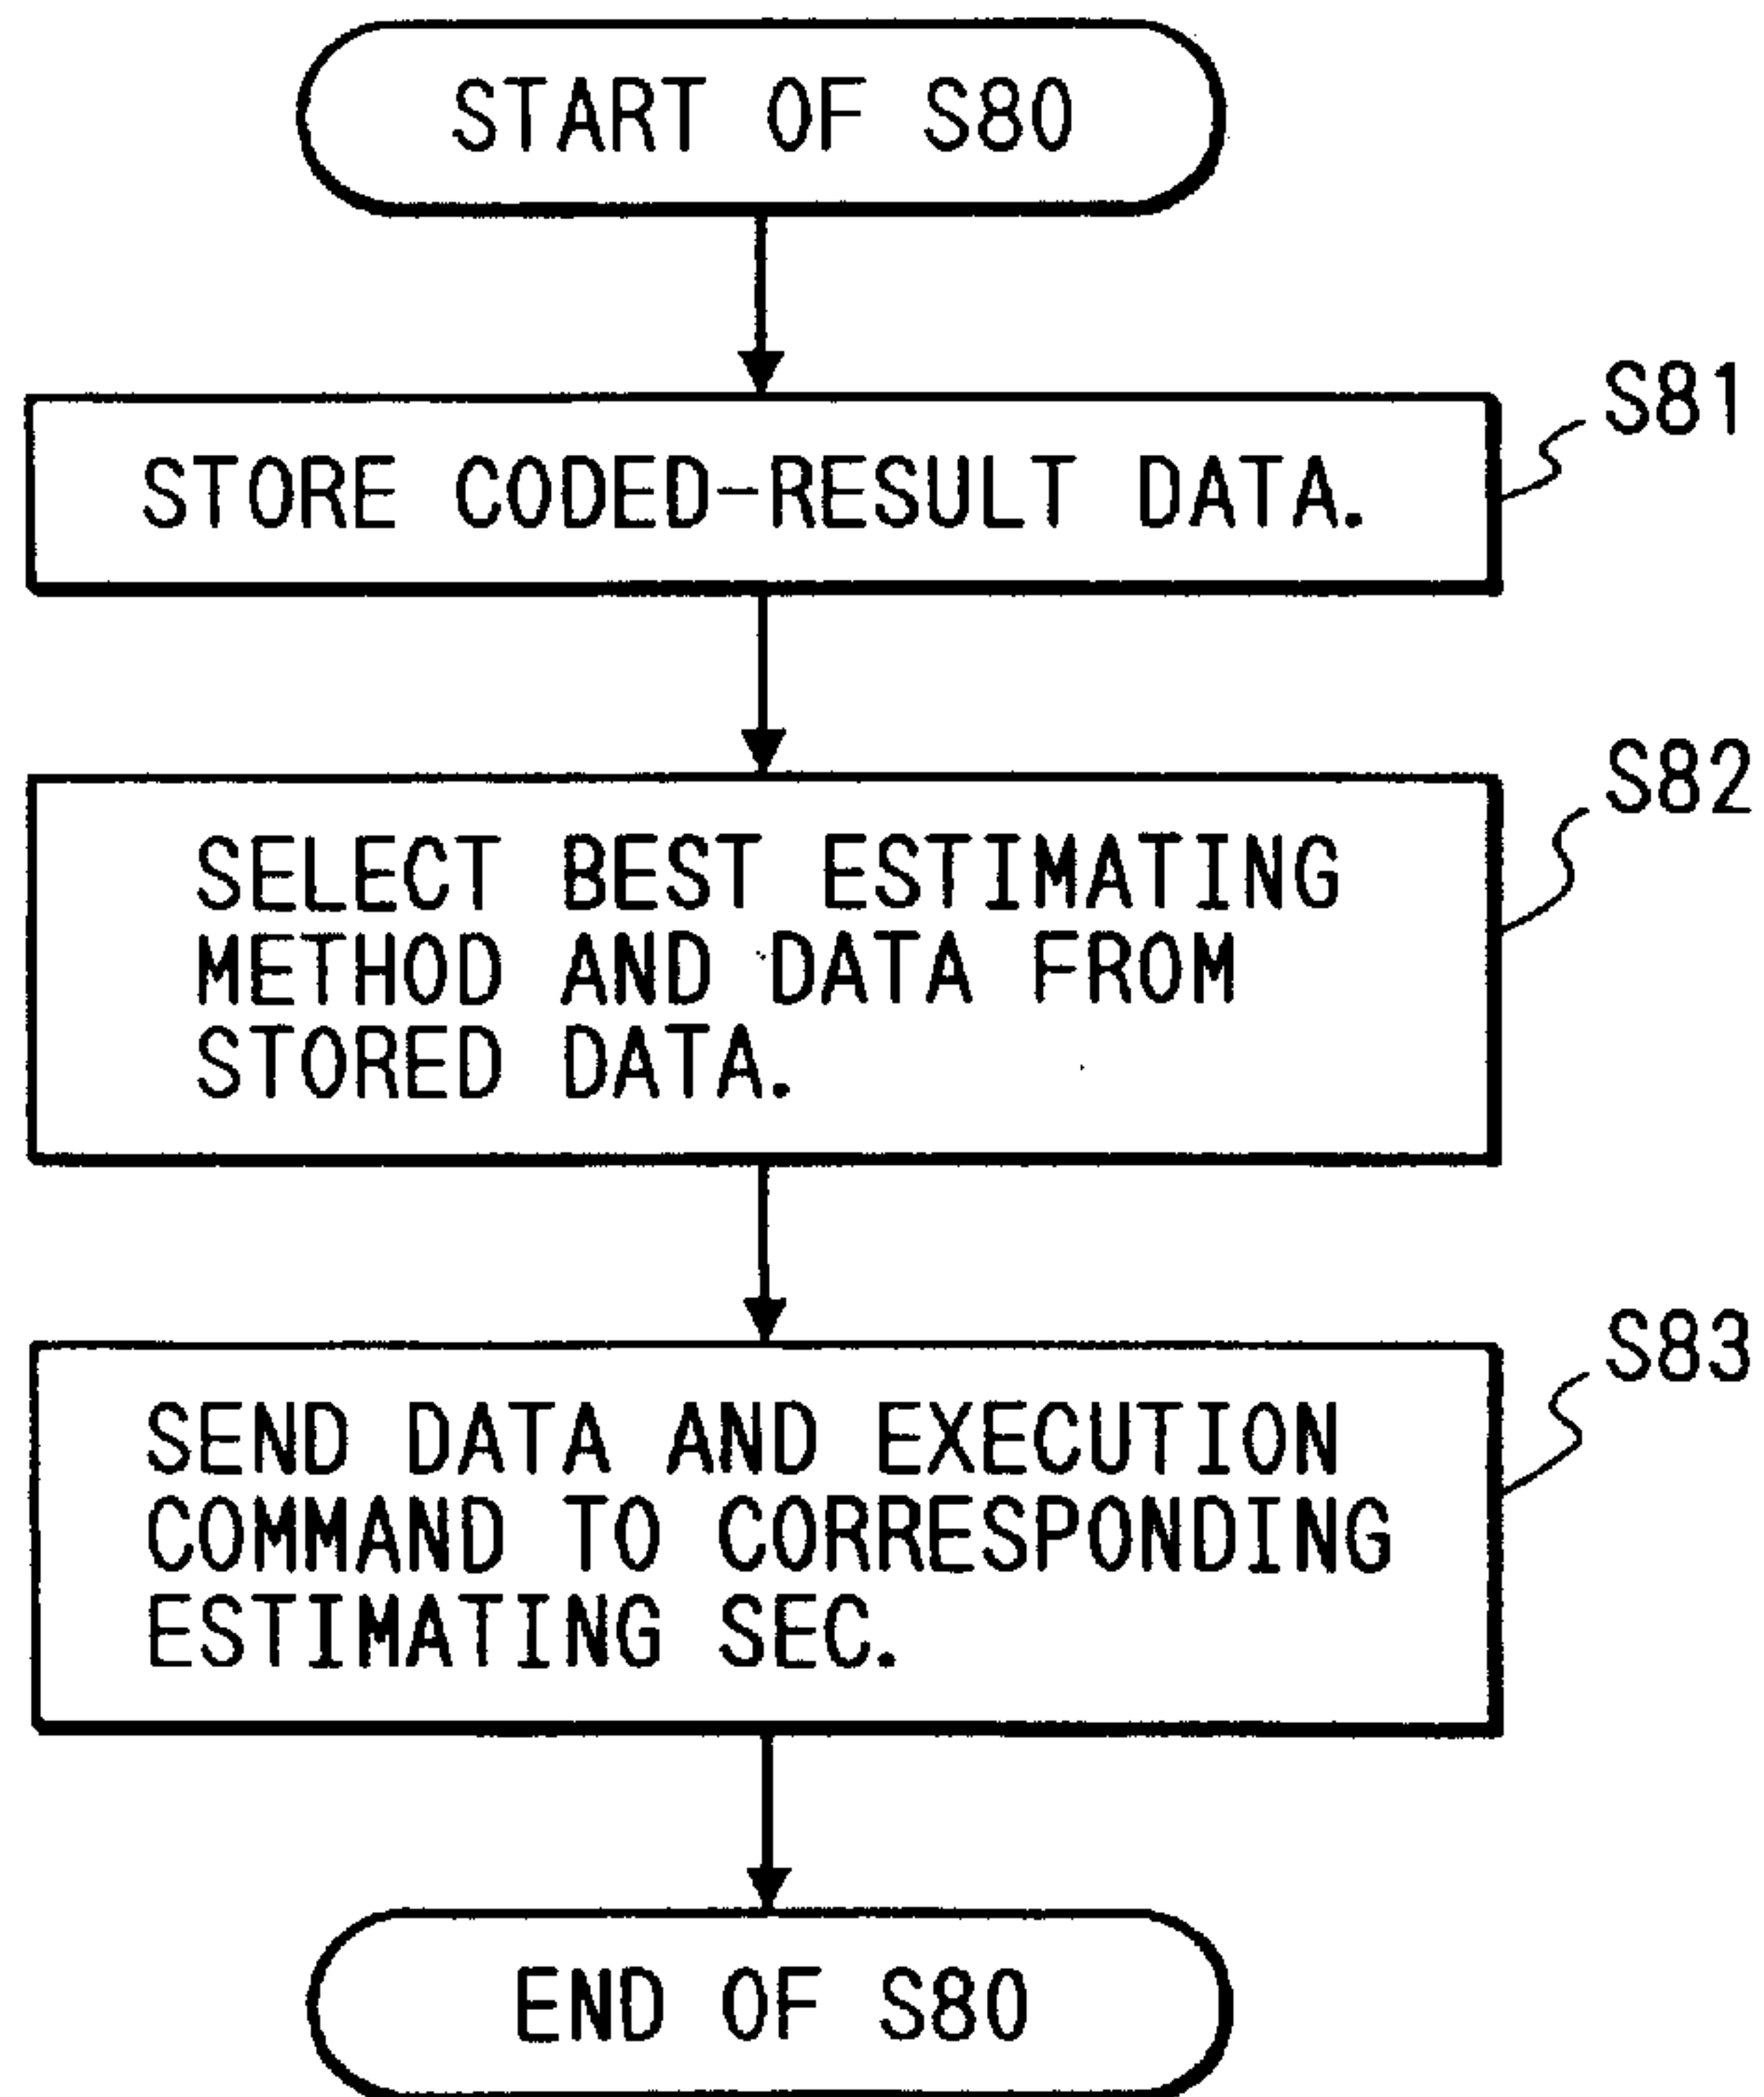 START OF S80
S81
STORE CODED-RESULT DATA.
S82
SELECT BEST ESTIMATING
METHOD AND DATA FROM
STORED DATA.
S83
SEND DATA AND EXECUTION
COMMAND TO CORRESPONDING
ESTIMATING SEC.
END OF S80